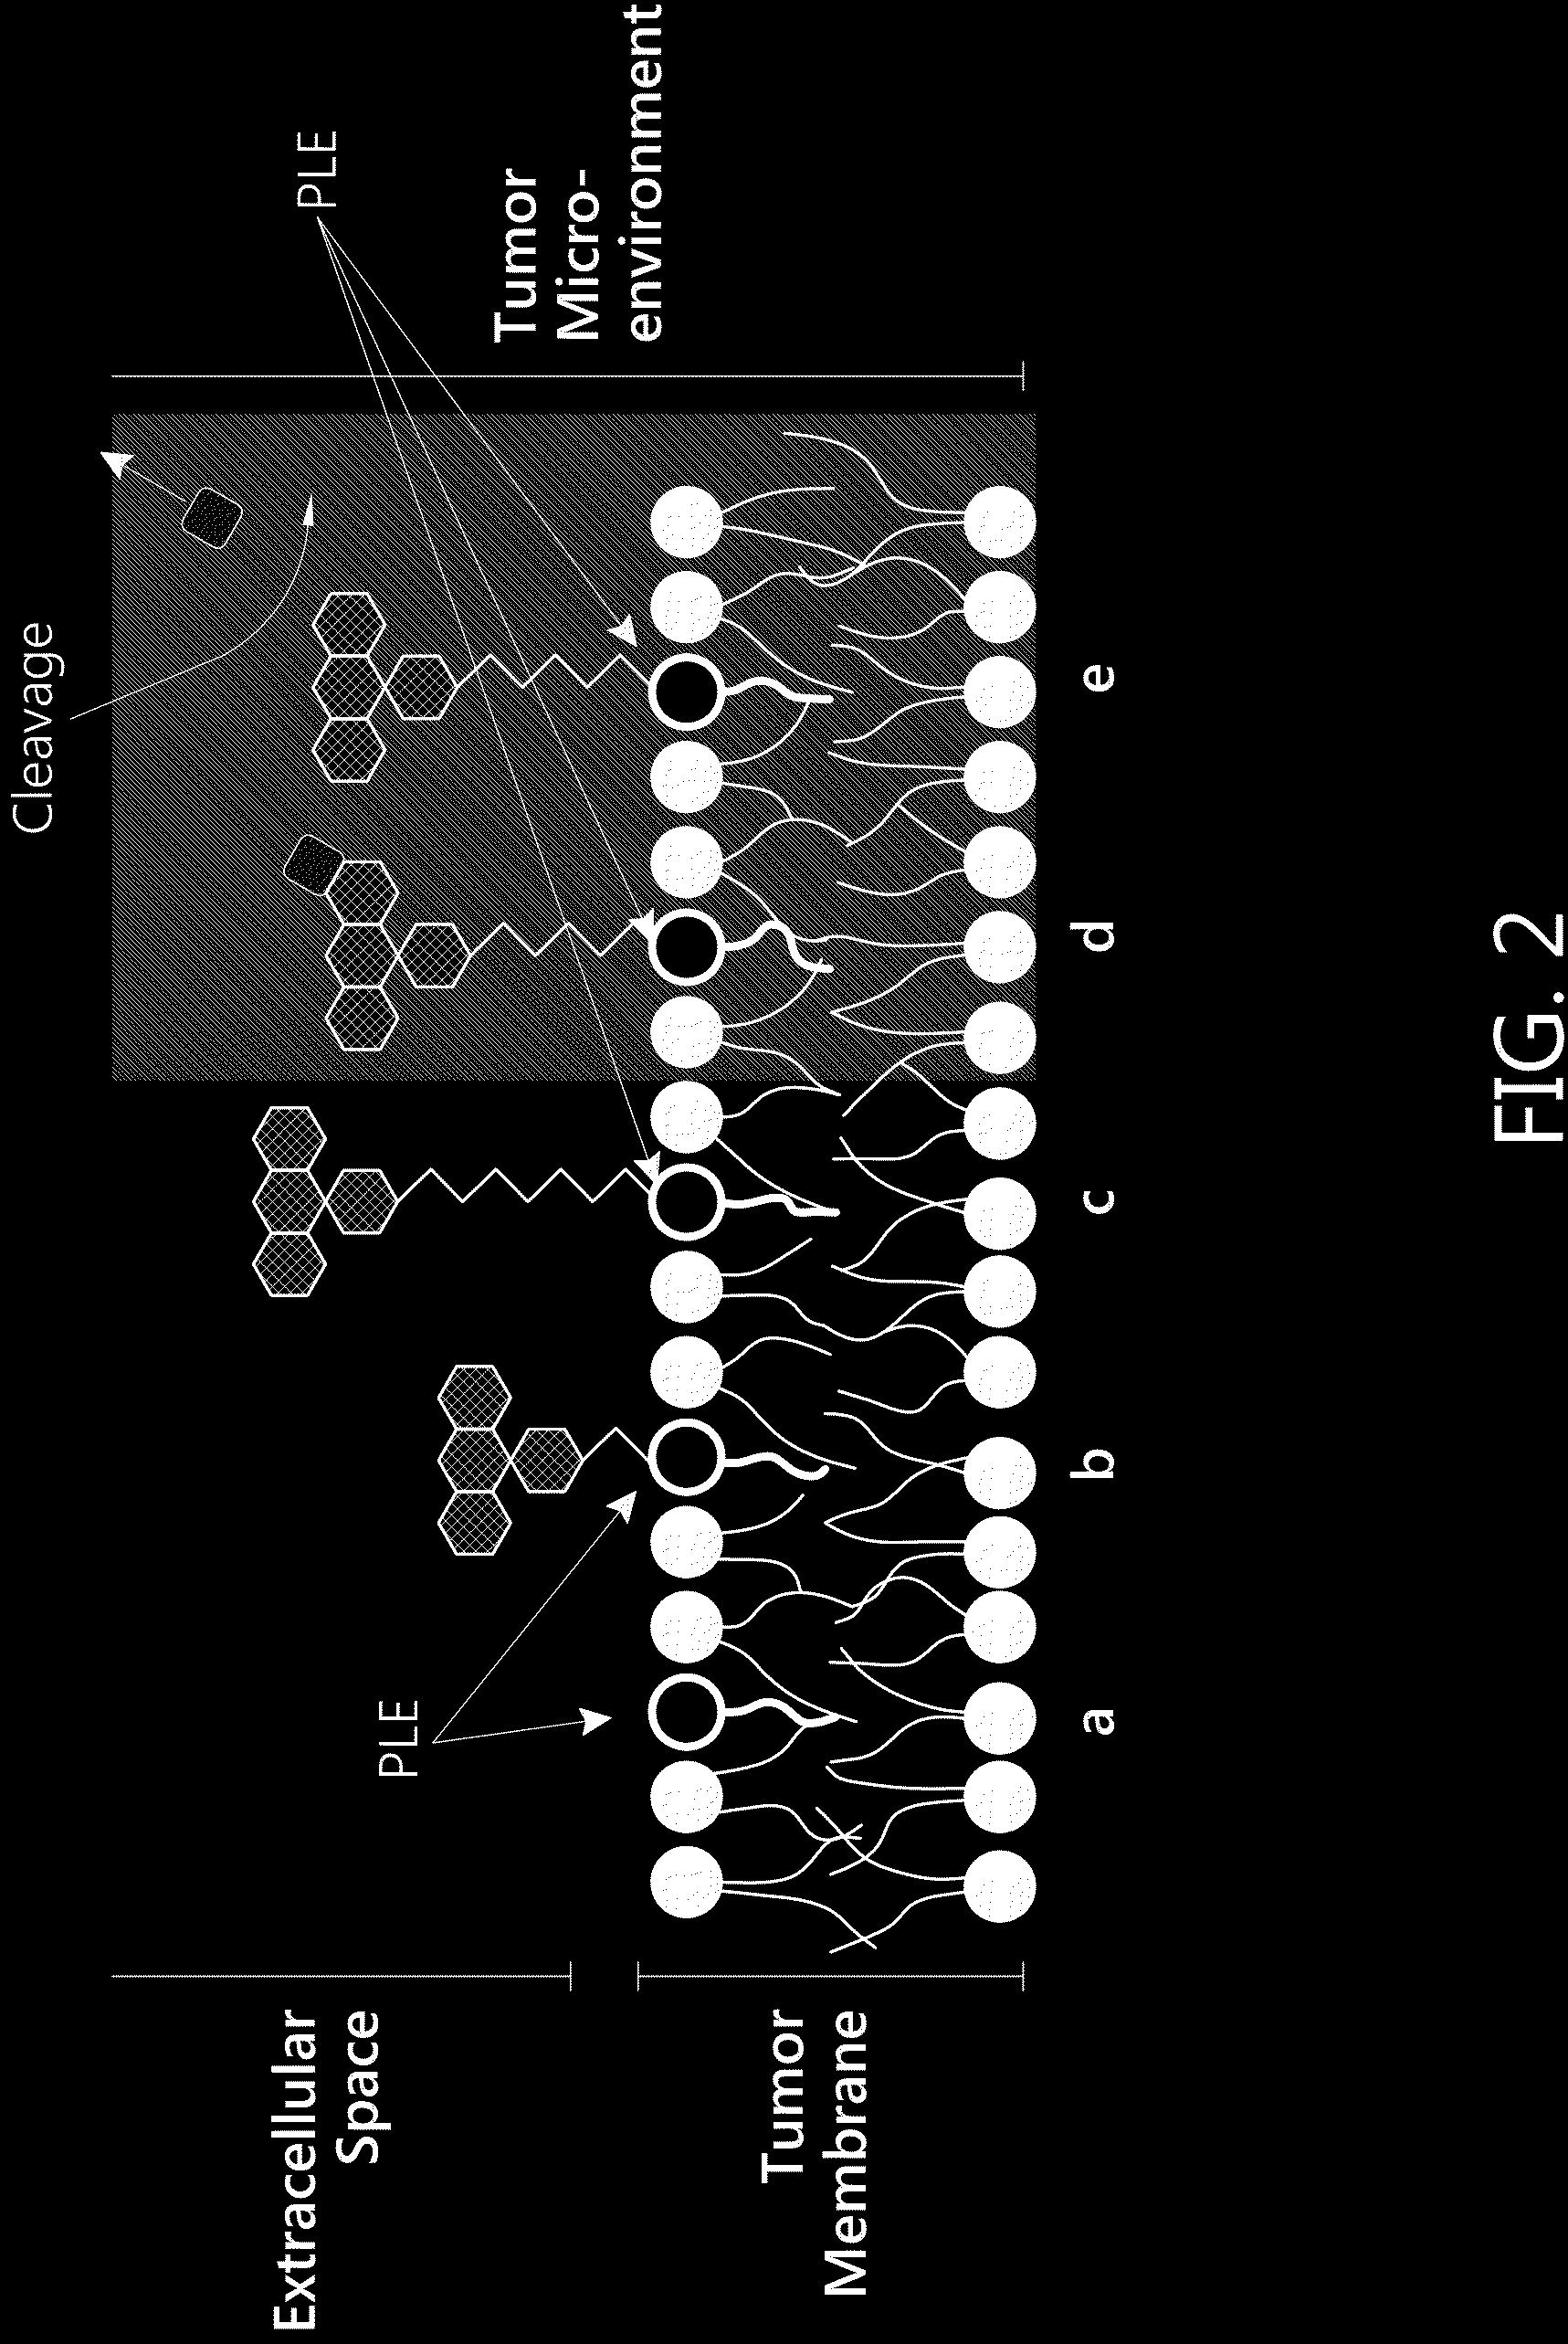 Cleavage
PLE
PLE
Extracellular
Space
Tumor
Micro-
environment
Tumor
Membrane
a
b
c
d
e
FIG. 2